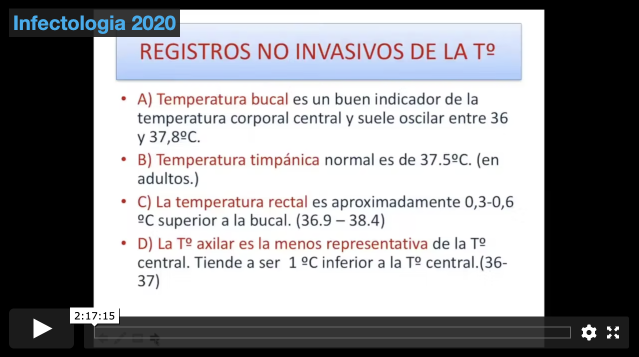 Infectologia 2020
REGISTROS NO INVASIVOS DE LA Tº
• A) Temperatura bucal es un buen indicador de la
temperatura corporal central y suele oscilar entre 36
y 37,8ºC.
• B) Temperatura timpánica normal es de 37.5ºC. (en
adultos.)
• C) La temperatura rectal es aproximadamente 0,3-0,6
ºC superior a la bucal. (36.9 – 38.4)
• D) La Tº axilar es la menos representativa de la Tº
central. Tiende a ser 1 ºC inferior a la Tº central.(36-
37)
2:17:15